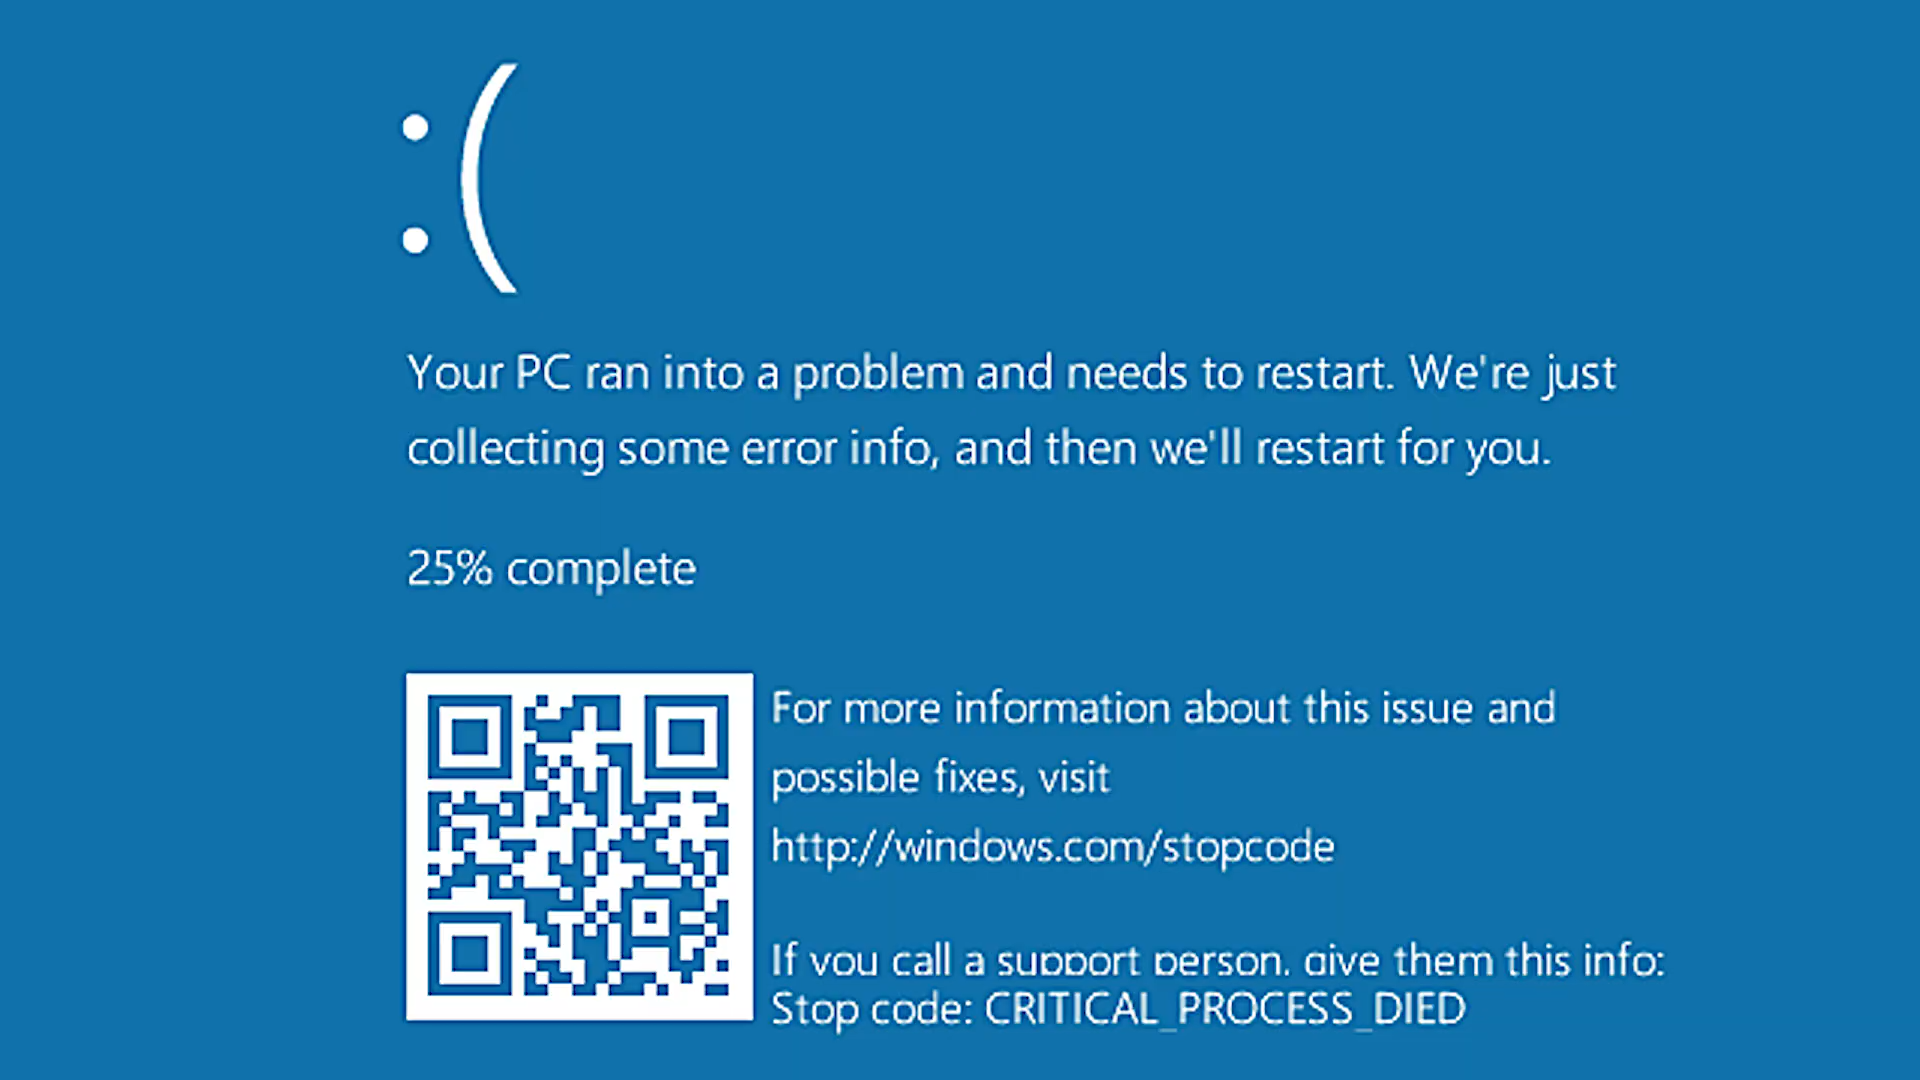 :(
Your PC ran into a problem and needs to restart. We're just
collecting some error info, and then we'll restart for you.
25% complete
For more information about this issue and
possible fixes, visit
http://windows.com/stopcode
If you call a support person, give them this info:
Stop code: CRITICAL_PROCESS_DIED